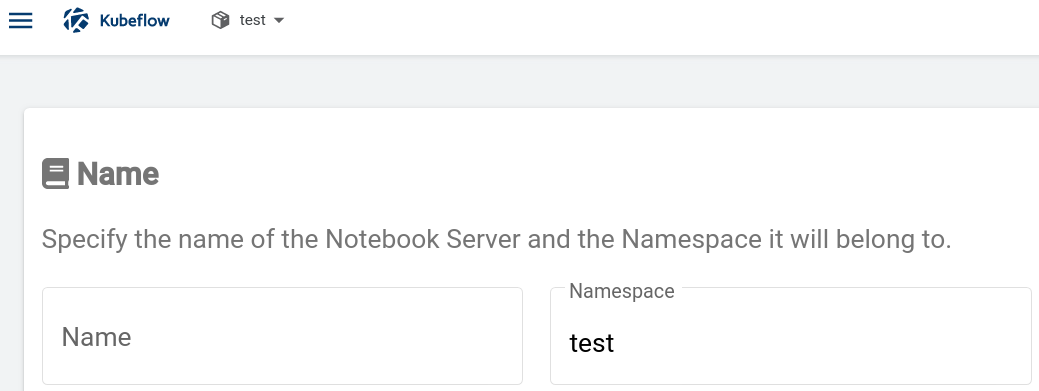 Kubeflow test
Name
Specify the name of the Notebook Server and the Namespace it will belong to.
Namespace
Name test